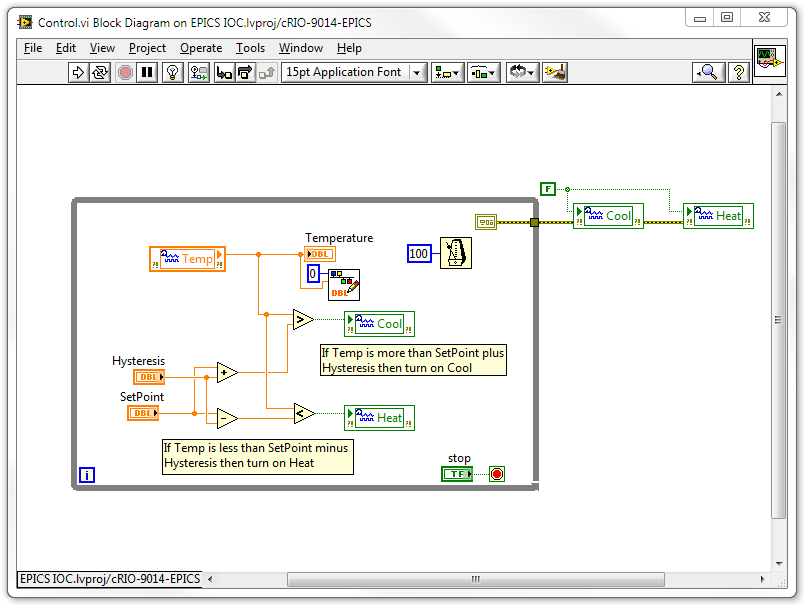 Control.vi Block Diagram on EPICS IOC.lvproj/cRIO-9014-EPICS
File Edit View Project Operate Tools Window Help
15pt Application Font
F
Cool
Heat
Temperature
Temp
DBL
100
0
DBL
>
Cool
If Temp is more than SetPoint plus
Hysteresis then turn on Cool
Hysteresis
DBL
+
SetPoint
DBL
-
<
Heat
If Temp is less than SetPoint minus
Hysteresis then turn on Heat
stop
TF
i
EPICS IOC.lvproj/cRIO-9014-EPICS